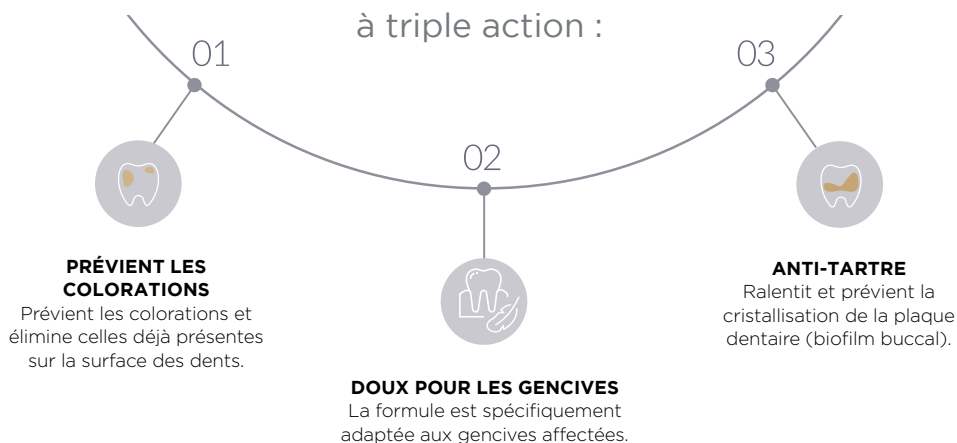 à triple action :
01
PRÉVIENT LES
COLORATIONS
Prévient les colorations et
élimine celles déjà présentes
sur la surface des dents.
02
DOUX POUR LES GENCIVES
La formule est spécifiquement
adaptée aux gencives affectées.
03
ANTI-TARTRE
Ralentit et prévient la
cristallisation de la plaque
dentaire (biofilm buccal).